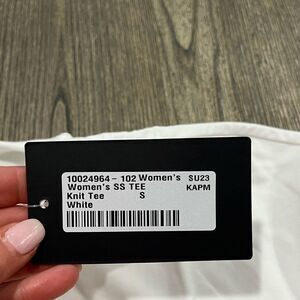 10024964- 102 Women's SU23
Women's SS TEE KAPM
Knit Tee S
White